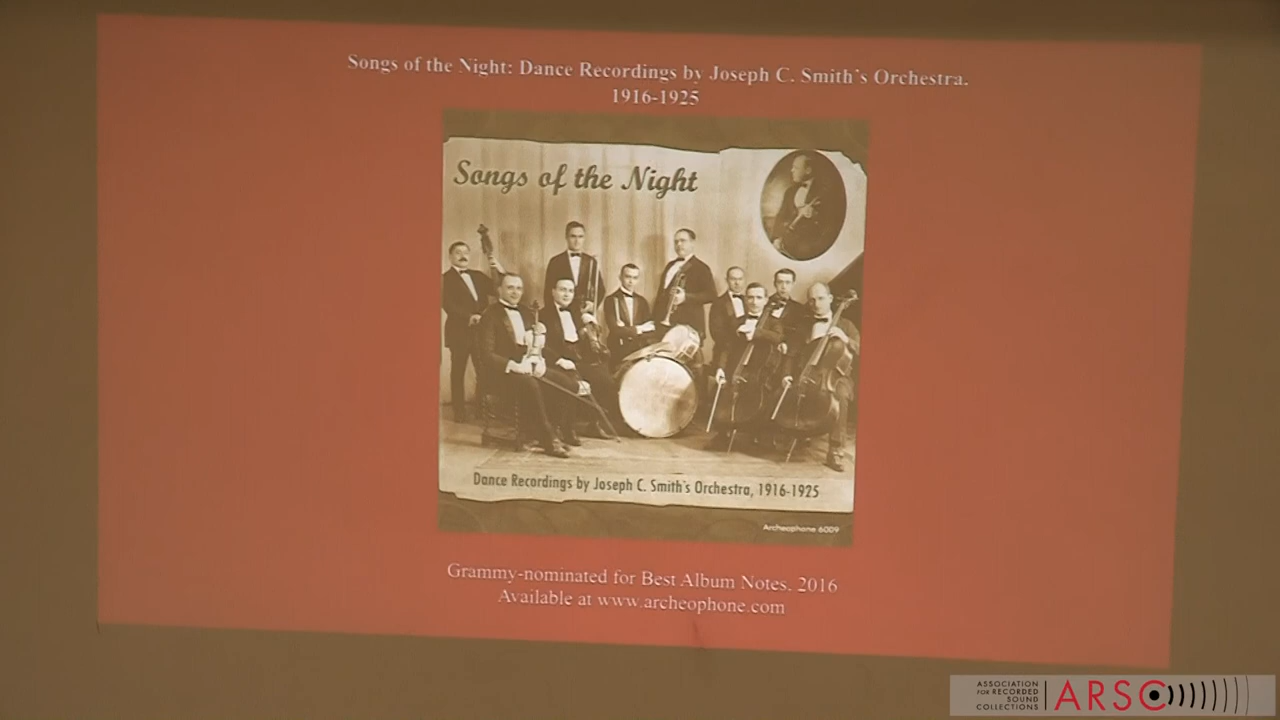 Songs of the Night: Dance Recordings by Joseph C. Smith's Orchestra.
1916-1925
Songs of the Night
Dance Recordings by Joseph C. Smith's Orchestra, 1916-1925
Archeophone 6009
Grammy-nominated for Best Album Notes. 2016
Available at www.archeophone.com
ASSOCIATION
FOR RECORDED
SOUND
COLLECTIONS
ARSC